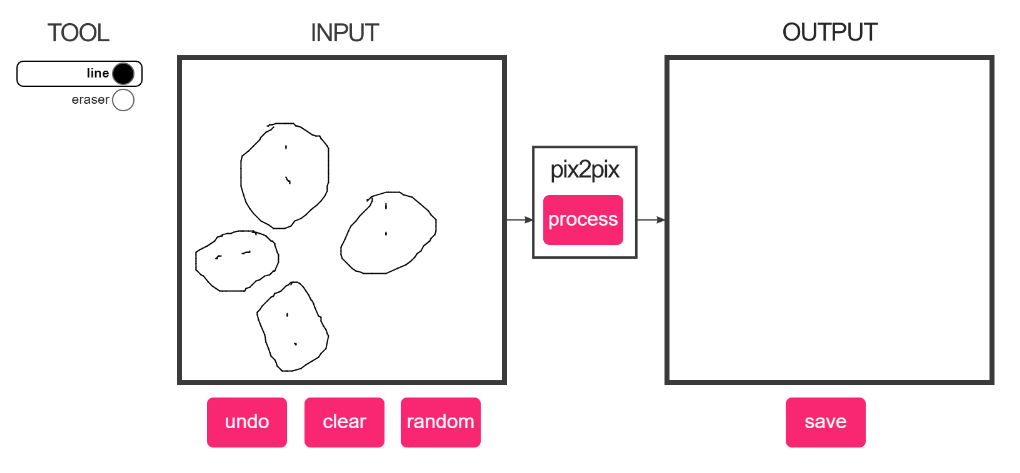 TOOL
INPUT
OUTPUT
line
eraser
pix2pix
process
undo
clear
random
save